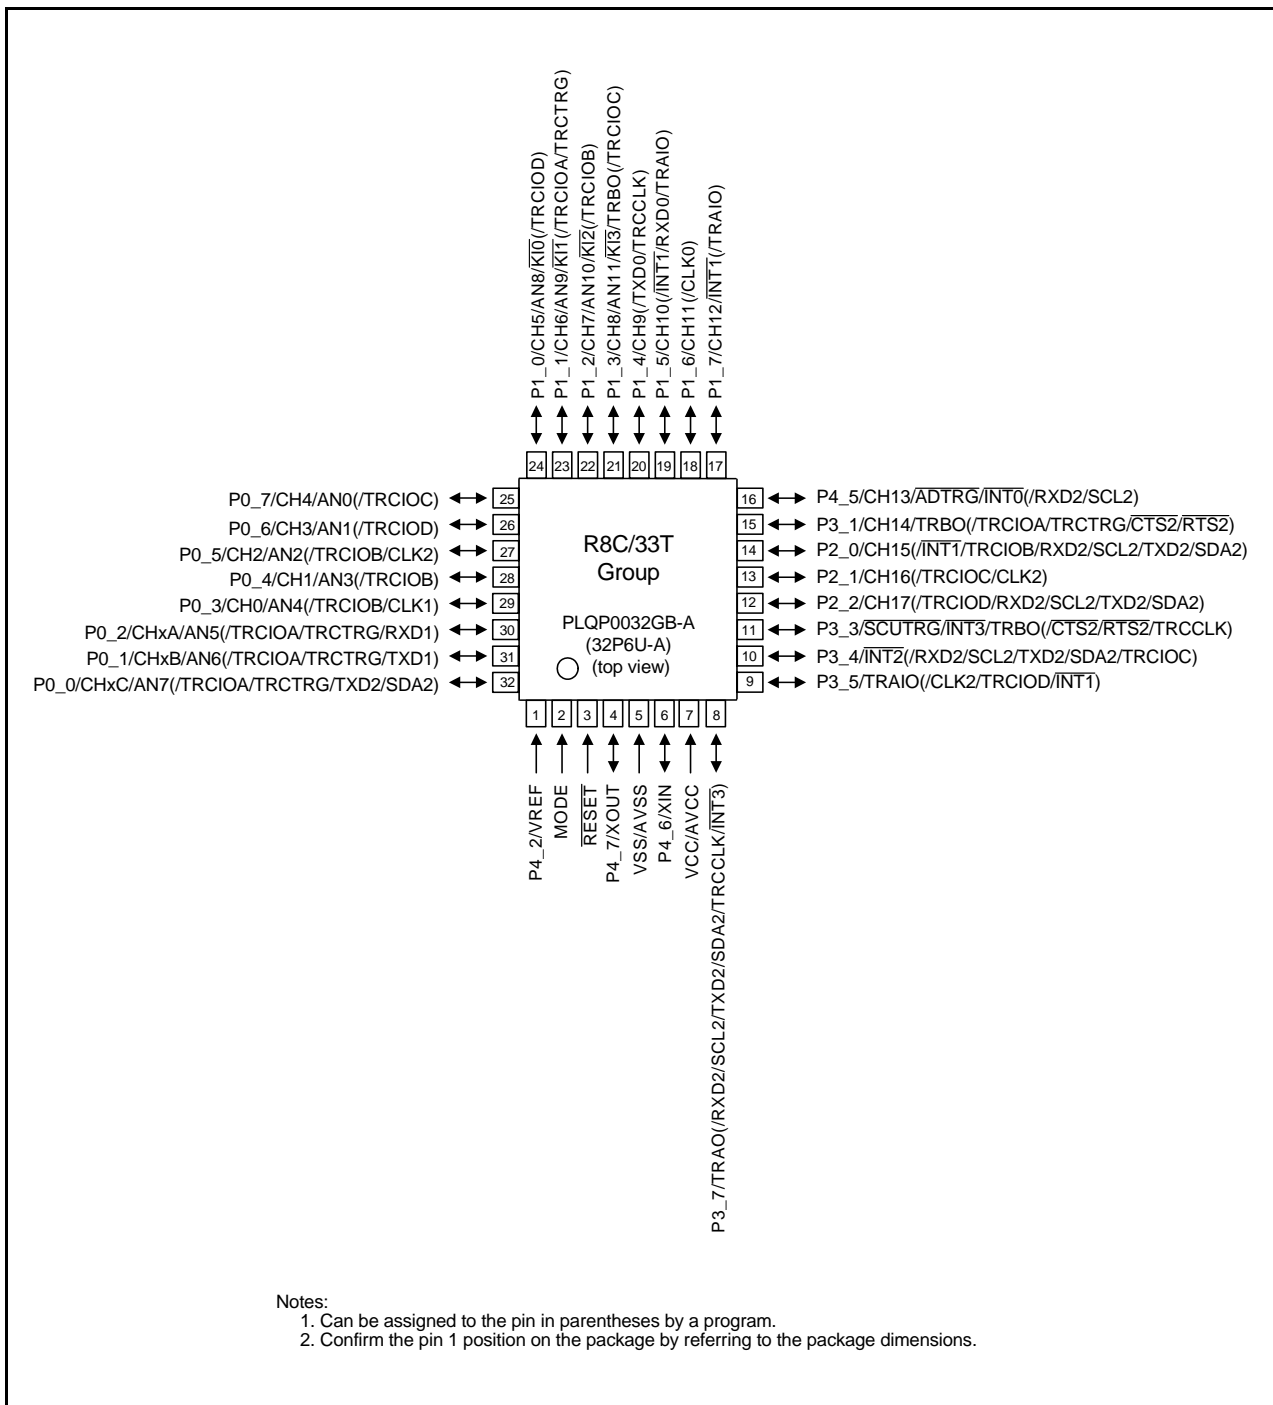 P1_0/CH5/AN8/KI0(/TRCIOD)
P1_1/CH6/AN9/KI1(/TRCIOA/TRCTRG)
P1_2/CH7/AN10/KI2(/TRCIOB)
P1_3/CH8/AN11/KI3/TRBO(/TRCIOC)
P1_4/CH9(/TXD0/TRCCLK)
P1_5/CH10(/INT1/RXD0/TRAIO)
P1_6/CH11(/CLK0)
P1_7/CH12/INT1(/TRAIO)
24 23 22 21 20 19 18 17
P0_7/CH4/AN0(/TRCIOC) 25
P0_6/CH3/AN1(/TRCIOD) 26
P0_5/CH2/AN2(/TRCIOB/CLK2) 27
P0_4/CH1/AN3(/TRCIOB) 28
P0_3/CH0/AN4(/TRCIOB/CLK1) 29
P0_2/CHxA/AN5(/TRCIOA/TRCTRG/RXD1) 30
P0_1/CHxB/AN6(/TRCIOA/TRCTRG/TXD1) 31
P0_0/CHxC/AN7(/TRCIOA/TRCTRG/TXD2/SDA2) 32
R8C/33T
Group
PLQP0032GB-A
(32P6U-A)
(top view)
16 P4_5/CH13/ADTRG/INT0(/RXD2/SCL2)
15 P3_1/CH14/TRBO(/TRCIOA/TRCTRG/CTS2/RTS2)
14 P2_0/CH15(/INT1/TRCIOB/RXD2/SCL2/TXD2/SDA2)
13 P2_1/CH16(/TRCIOC/CLK2)
12 P2_2/CH17(/TRCIOD/RXD2/SCL2/TXD2/SDA2)
11 P3_3/SCUTRG/INT3/TRBO(/CTS2/RTS2/TRCCLK)
10 P3_4/INT2(/RXD2/SCL2/TXD2/SDA2/TRCIOC)
9 P3_5/TRAIO(/CLK2/TRCIOD/INT1)
1 2 3 4 5 6 7 8
P4_2/VREF
MODE
RESET
P4_7/XOUT
VSS/AVSS
P4_6/XIN
VCC/AVCC
P3_7/TRAO(/RXD2/SCL2/TXD2/SDA2/TRCCLK/INT3)
Notes:
1. Can be assigned to the pin in parentheses by a program.
2. Confirm the pin 1 position on the package by referring to the package dimensions.